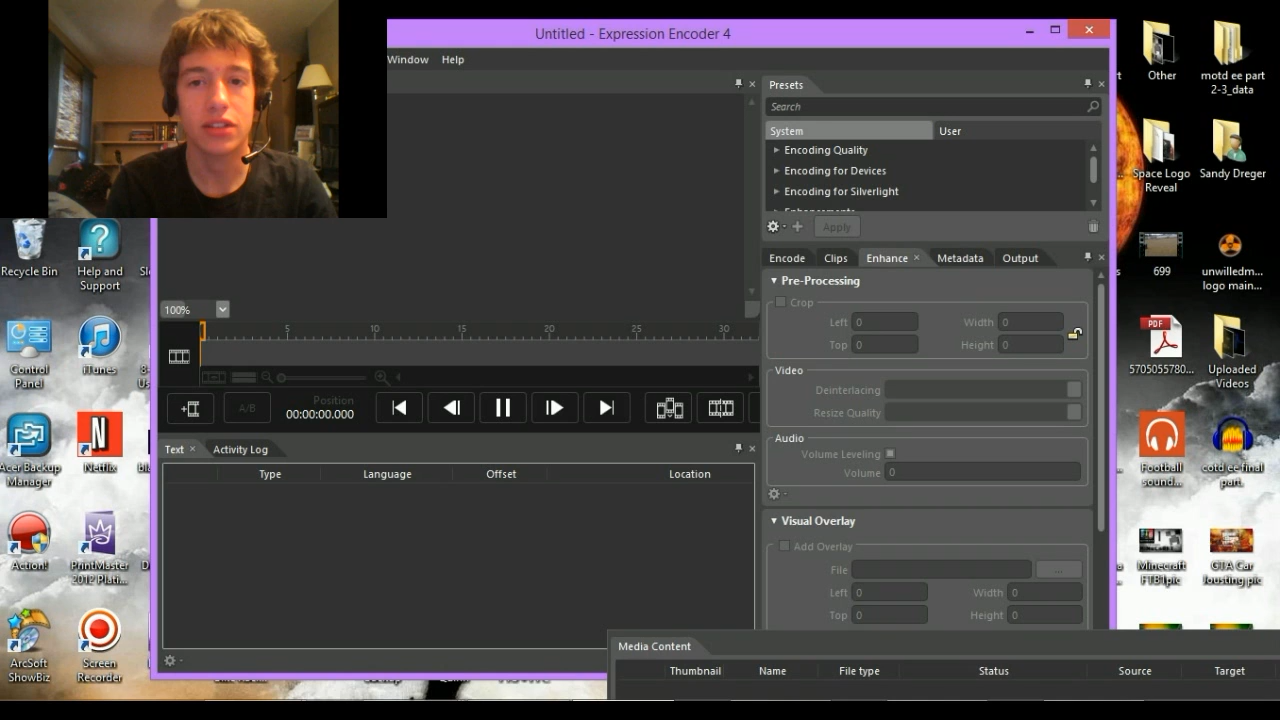 Untitled - Expression Encoder 4
Window Help
Presets
Search
System User
Encoding Quality
Encoding for Devices
Encoding for Silverlight
Enhancements
Apply
Encode Clips Enhance Metadata Output
Pre-Processing
Crop
Left 0 Width 0
Top 0 Height 0
Video
Deinterlacing
Resize Quality
Audio
Volume Leveling
Volume 0
Visual Overlay
Add Overlay
File ...
Left 0 Width 0
Top 0 Height 0
100%
5 10 15 20 25 30
A/B Position
00:00:00.000
Text Activity Log
Type Language Offset Location
Media Content
Thumbnail Name File type Status Source Target
Recycle Bin
Help and
Support
Control
Panel
iTunes
Acer Backup
Manager
Netflix
Action!
PrintMaster
2012 Plati...
ArcSoft
ShowBiz
Screen
Recorder
Other
motd ee part
2-3_data
Space Logo
Reveal
Sandy Dreger
699
unwilledm...
logo main...
PDF
5705055780...
Uploaded
Videos
Football
sound...
cotd ee final
part.
Minecraft
FTB1pic
GTA Car
lousting pic